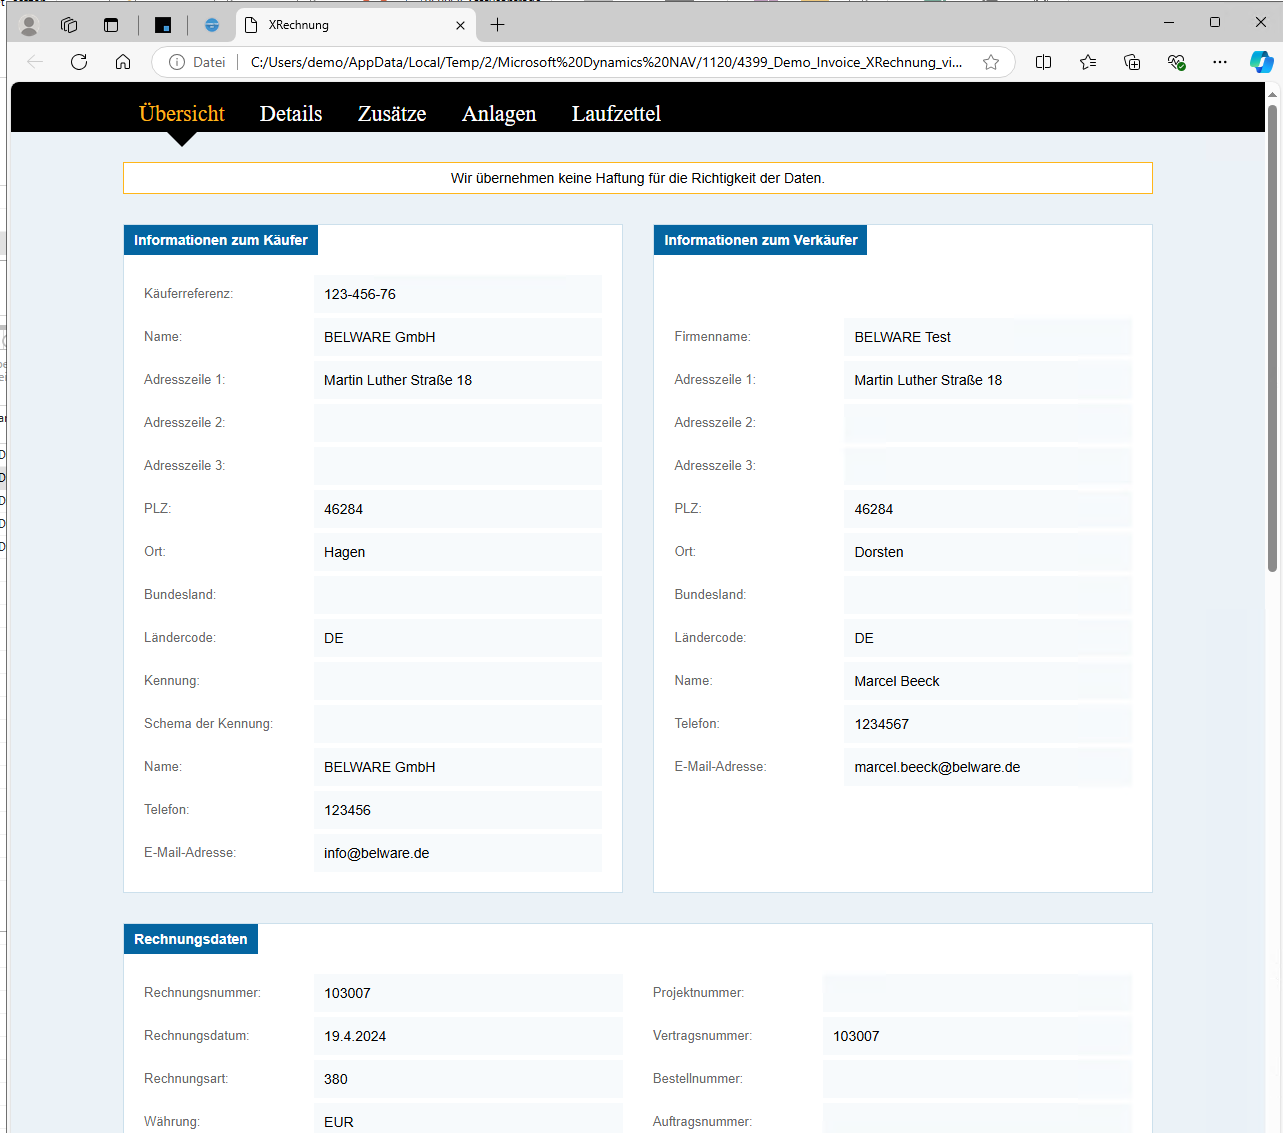 XRechnung
Datei
C:/Users/demo/AppData/Local/Temp/2/Microsoft%20Dynamics%20NAV/1120/4399_Demo_Invoice_XRechnung_vi...
Übersicht Details Zusätze Anlagen Laufzettel
Wir übernehmen keine Haftung für die Richtigkeit der Daten.
Informationen zum Käufer
Käuferreferenz: 123-456-76
Name: BELWARE GmbH
Adresszeile 1: Martin Luther Straße 18
Adresszeile 2:
Adresszeile 3:
PLZ: 46284
Ort: Hagen
Bundesland:
Ländercode: DE
Kennung:
Schema der Kennung:
Name: BELWARE GmbH
Telefon: 123456
E-Mail-Adresse: info@belware.de
Informationen zum Verkäufer
Firmenname: BELWARE Test
Adresszeile 1: Martin Luther Straße 18
Adresszeile 2:
Adresszeile 3:
PLZ: 46284
Ort: Dorsten
Bundesland:
Ländercode: DE
Name: Marcel Beeck
Telefon: 1234567
E-Mail-Adresse: marcel.beeck@belware.de
Rechnungsdaten
Rechnungsnummer: 103007
Rechnungsdatum: 19.4.2024
Rechnungsart: 380
Währung: EUR
Projektnummer:
Vertragsnummer: 103007
Bestellnummer:
Auftragsnummer: